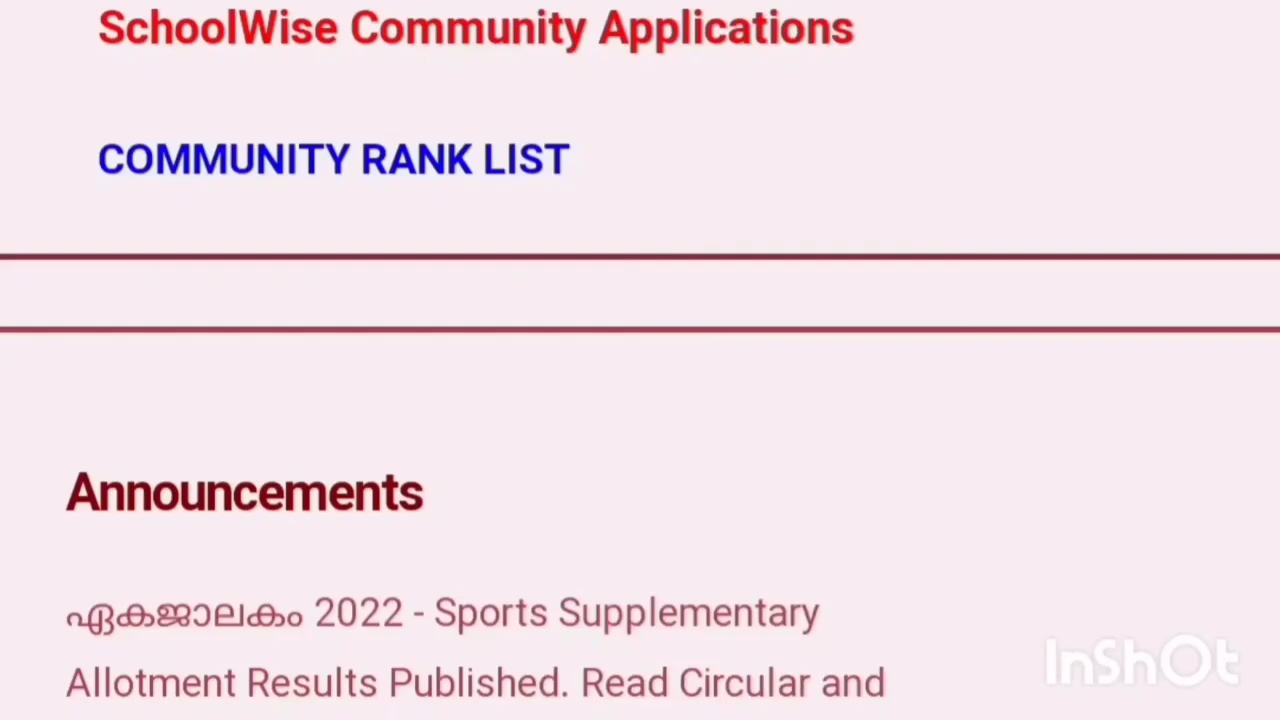 SchoolWise Community Applications
COMMUNITY RANK LIST
Announcements
ഏകജാലകം 2022 - Sports Supplementary
Allotment Results Published. Read Circular and
InShOt